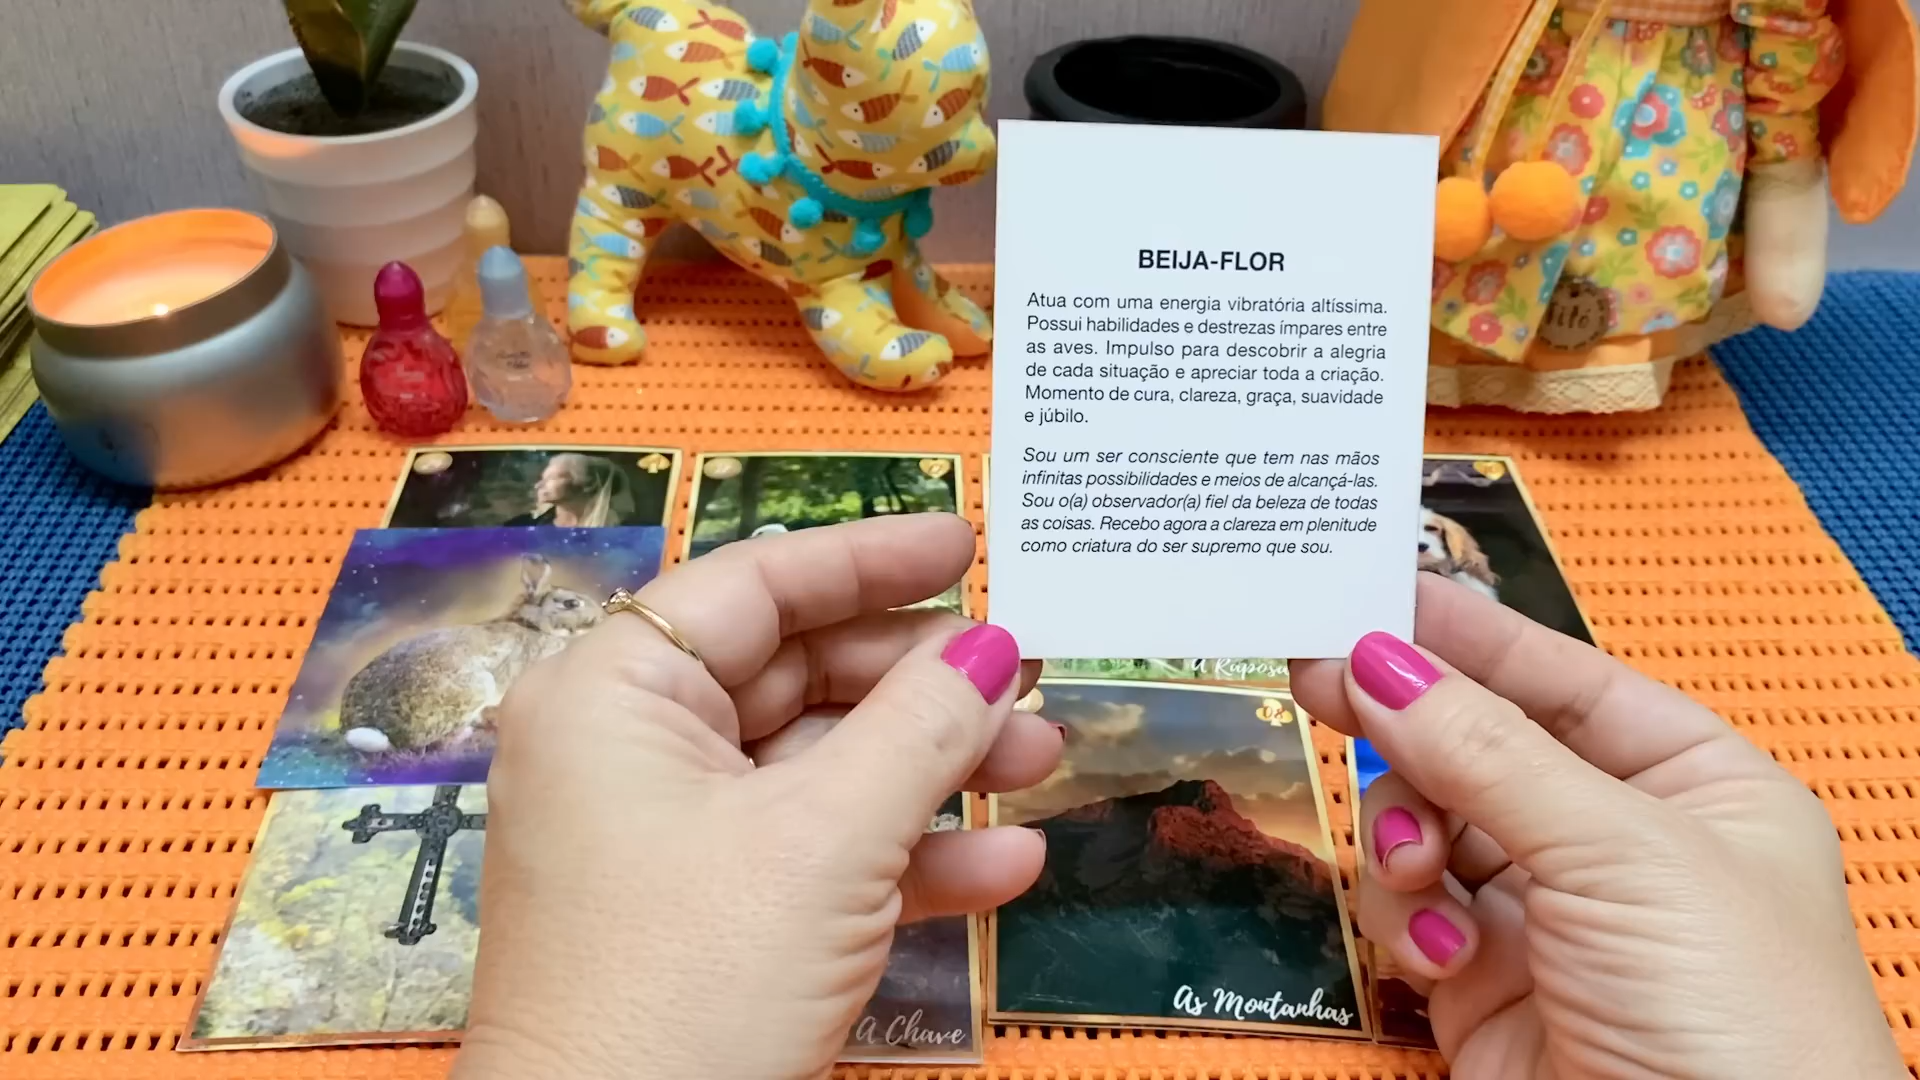 BEIJA-FLOR
Atua com uma energia vibratória altíssima.
Possui habilidades e destrezas ímpares entre
as aves. Impulso para descobrir a alegria
de cada situação e apreciar toda a criação.
Momento de cura, clareza, graça, suavidade
e júbilo.
Sou um ser consciente que tem nas mãos
infinitas possibilidades e meios de alcançá-las.
Sou o(a) observador(a) fiel da beleza de todas
as coisas. Recebo agora a clareza em plenitude
como criatura do ser supremo que sou.
A Raposa
08
As Montanhas
A Chave